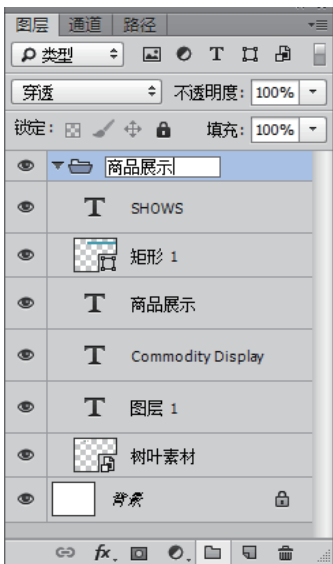 图层 通道 路径
类型 T
穿透 不透明度: 100%
锁定: 填充: 100%
商品展示
T SHOWS
矩形 1
T 商品展示
T Commodity Display
T 图层 1
树叶素材
背景
fx.